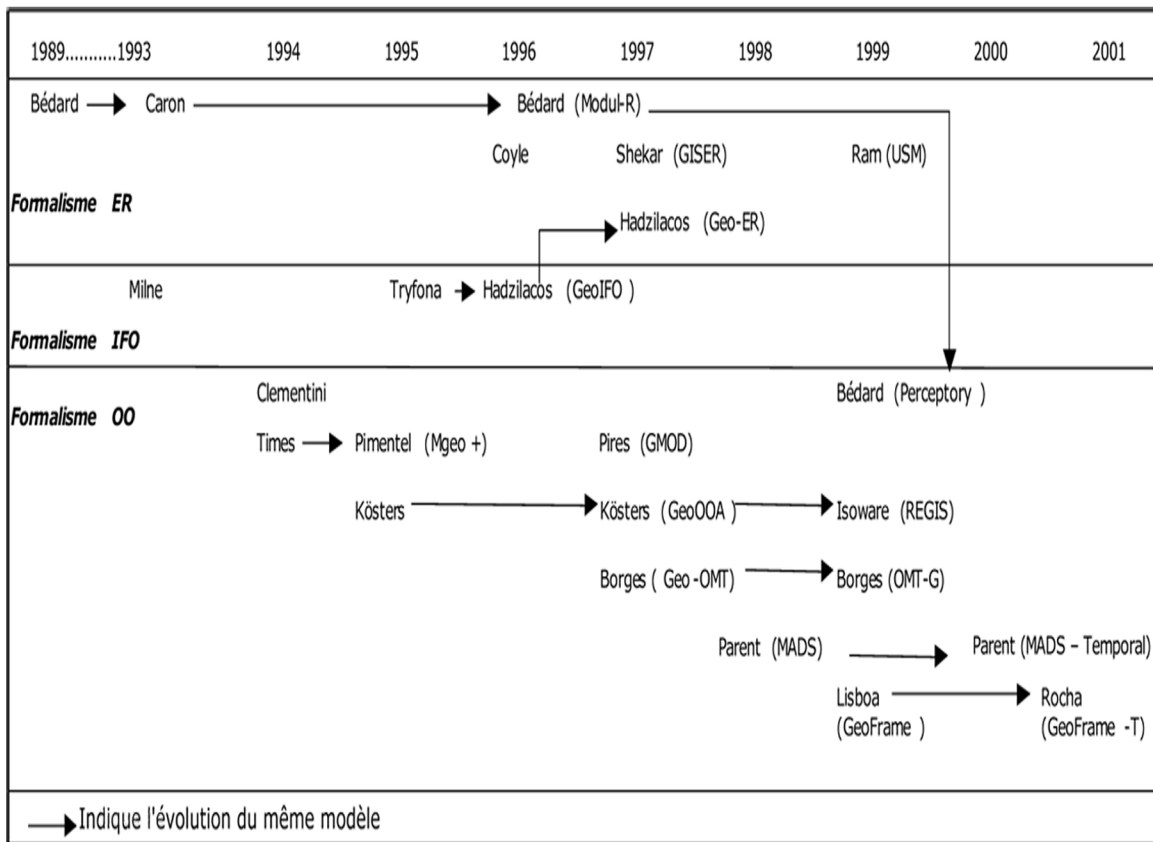 1989...........1993 1994 1995 1996 1997 1998 1999 2000 2001
Bédard Caron Bédard (Modul-R)
Coyle Shekar (GISER) Ram (USM)
Formalisme ER
Hadzilacos (Geo-ER)
Milne Tryfona Hadzilacos (GeoIFO )
Formalisme IFO
Clementini Bédard (Perceptory )
Formalisme OO
Times Pimentel (Mgeo +) Pires (GMOD)
Kösters Kösters (GeoOOA ) Isoware (REGIS)
Borges ( Geo -OMT) Borges (OMT-G)
Parent (MADS) Parent (MADS – Temporal)
Lisboa Rocha
(GeoFrame ) (GeoFrame -T)
Indique l'évolution du même modèle